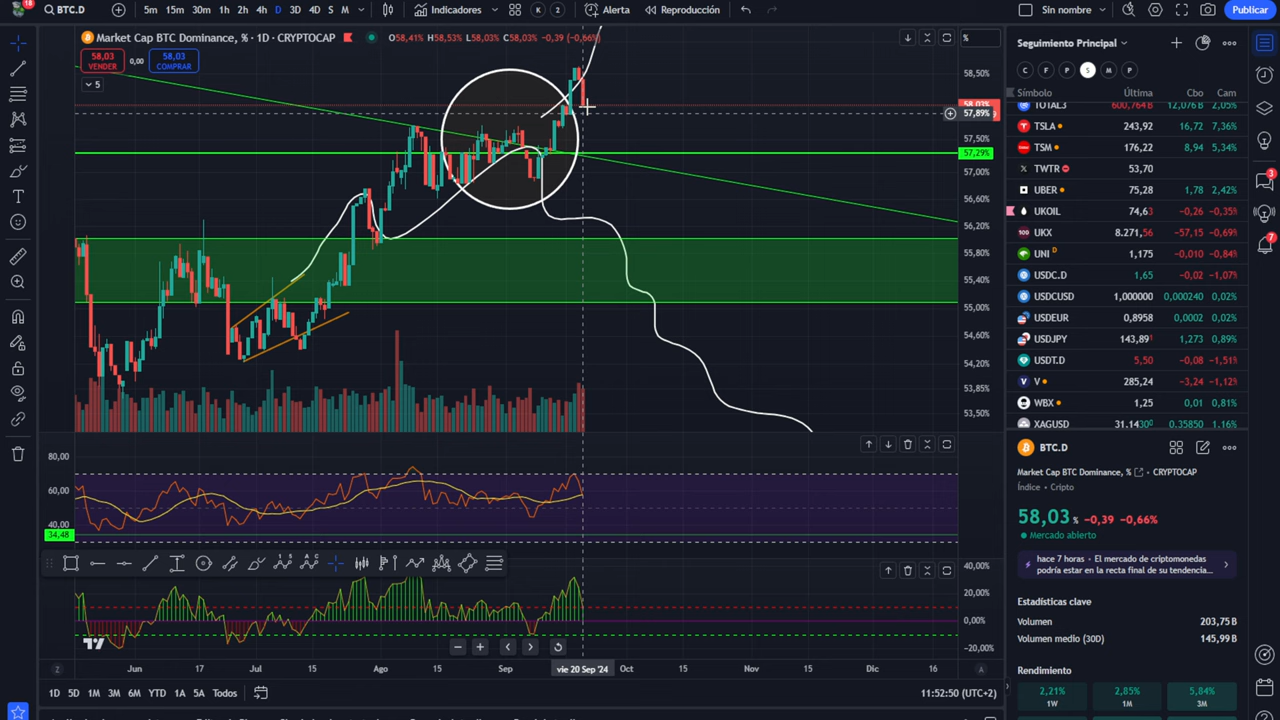 18
BTC.D
5m 15m 30m 1h 2h 4h D 3D 4D S M
Indicadores
K 2
Alerta
Reproducción
Sin nombre
Publicar
Market Cap BTC Dominance, % · 1D · CRYPTOCAP
O58,41% H58,53% L58,03% C58,03% -0,39 (-0,66%)
58,03
VENDER
0,00
58,03
COMPRAR
5
%
58,50%
58,03%
57,89%
57,50%
57,29%
57,00%
56,60%
56,20%
55,80%
55,40%
55,00%
54,60%
54,20%
53,85%
53,50%
80,00
60,00
40,00
34,48
40,00%
20,00%
0,00%
-20,00%
Z
Jun 17 Jul 15 Ago 15 Sep vie 20 Sep '24 Oct 15 Nov 15 Dic 16
A
1D 5D 1M 3M 6M YTD 1A 5A Todos
11:52:50 (UTC+2)
Seguimiento Principal
C F P S M P
Símbolo Última Cbo Cam
TOTAL3 600,764B 12,076B 2,05%
TSLA 243,92 16,72 7,36%
TSM 176,22 8,94 5,34%
TWTR 53,70
UBER 75,28 1,78 2,42%
UKOIL 74,63 -0,26 -0,35%
UKX 8.271,56 -57,15 -0,69%
UNI D 1,175 -0,010 -0,84%
USDC.D 1,65 -0,02 -1,07%
USDCUSD 1,000000 0,000240 0,02%
USDEUR 0,8958 0,0002 0,02%
USDJPY 143,891 1,273 0,89%
USDT.D 5,50 -0,08 -1,51%
V 285,24 -3,24 -1,12%
WBX 1,25 0,01 0,81%
XAGUSD 31.1430 0.35850 1.16%
BTC.D
Market Cap BTC Dominance, % · CRYPTOCAP
Índice · Cripto
58,03 % -0,39 -0,66%
Mercado abierto
hace 7 horas · El mercado de criptomonedas
podría estar en la recta final de su tendencia...
Estadísticas clave
Volumen 203,75B
Volumen medio (30D) 145,99B
Rendimiento
2,21% 2,85% 5,84%
1W 1M 3M
3
7